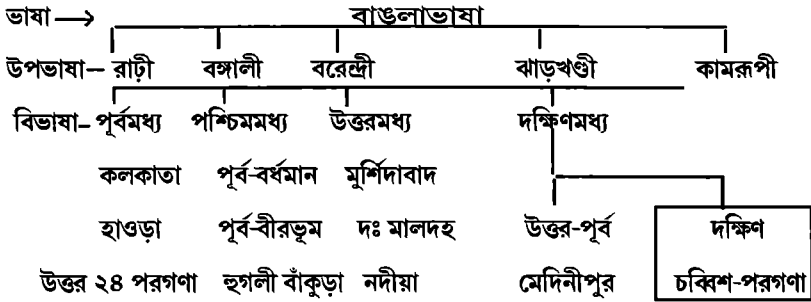 ভাষা → বাঙলাভাষা
উপভাষা– রাঢ়ী বঙ্গালী বরেন্দ্রী ঝাড়খণ্ডী কামরূপী
বিভাষা– পূর্বমধ্য পশ্চিমমধ্য উত্তরমধ্য দক্ষিণমধ্য
কলকাতা পূর্ব-বর্ধমান মুর্শিদাবাদ
হাওড়া পূর্ব-বীরভূম দঃ মালদহ উত্তর-পূর্ব দক্ষিণ
উত্তর ২৪ পরগণা হুগলী বাঁকুড়া নদীয়া মেদিনীপুর চব্বিশ-পরগণা